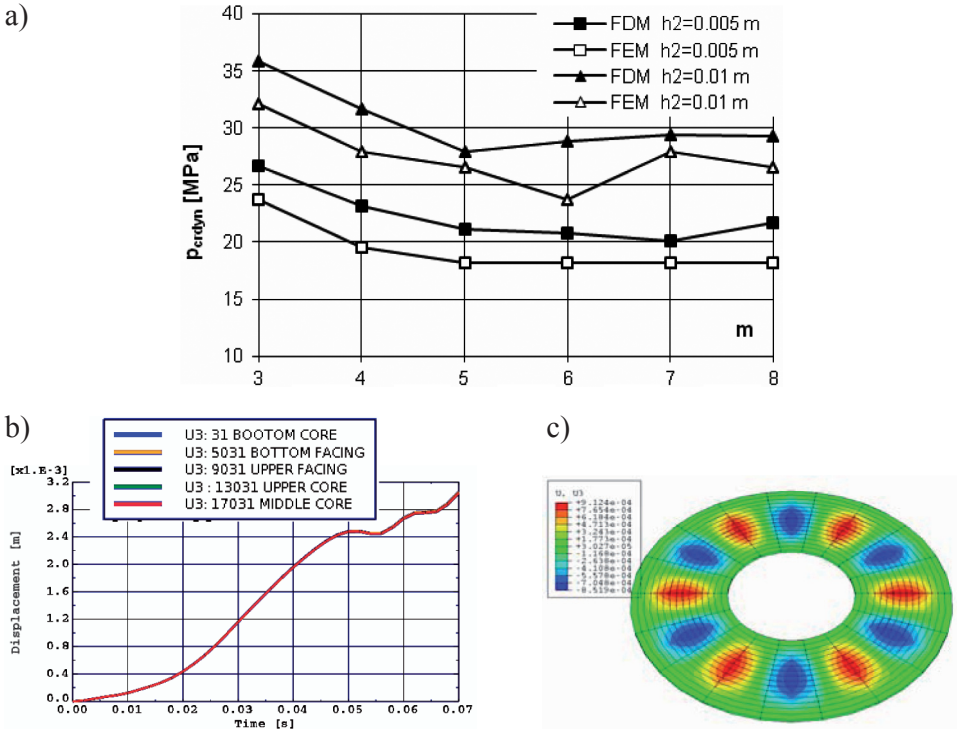 a)
40
35
30
25
20
15
10
p_crdyn [MPa]
FDM h2=0.005 m
FEM h2=0.005 m
FDM h2=0.01 m
FEM h2=0.01 m
m
3 4 5 6 7 8
b)
U3: 31 BOOTOM CORE
U3: 5031 BOTTOM FACING
U3: 9031 UPPER FACING
U3: 13031 UPPER CORE
U3: 17031 MIDDLE CORE
[x1.E-3]
3.2
2.8
2.4
2.0
1.6
1.2
0.8
0.4
0.0
Displacement [m]
0.00 0.01 0.02 0.03 0.04 0.05 0.06 0.07
Time [s]
c)
U, U3
+9.124e-04
+7.654e-04
+6.184e-04
+4.713e-04
+3.243e-04
+1.773e-04
+3.027e-05
-1.168e-04
-2.638e-04
-4.108e-04
-5.578e-04
-7.048e-04
-8.519e-04